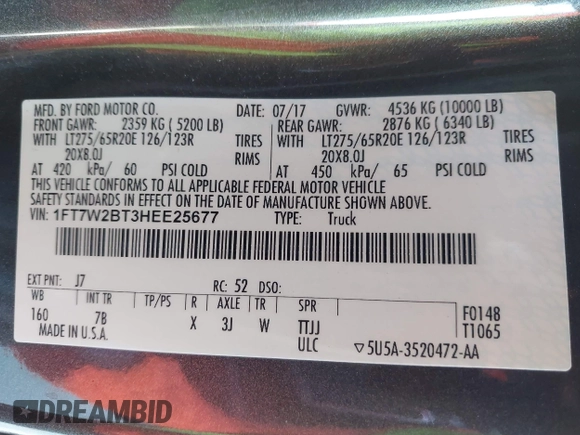 MFD. BY FORD MOTOR CO. DATE: 07/17 GVWR: 4536 KG (10000 LB)
FRONT GAWR: 2359 KG ( 5200 LB) REAR GAWR: 2876 KG ( 6340 LB)
WITH LT275/65R20E 126/123R TIRES WITH LT275/65R20E 126/123R TIRES
20X8.0J RIMS 20X8.0J RIMS
AT 420 kPa/ 60 PSI COLD AT 450 kPa/ 65 PSI COLD
THIS VEHICLE CONFORMS TO ALL APPLICABLE FEDERAL MOTOR VEHICLE
SAFETY STANDARDS IN EFFECT ON THE DATE OF MANUFACTURE SHOWN ABOVE.
VIN: 1FT7W2BT3HEE25677 TYPE: Truck
EXT PNT: J7 RC: 52 DSO:
WB INT TR TP/PS R AXLE TR SPR
160 7B X 3J W TTJJ F0148
MADE IN U.S.A. ULC T1065
▽5U5A-3520472-AA
DREAMBID